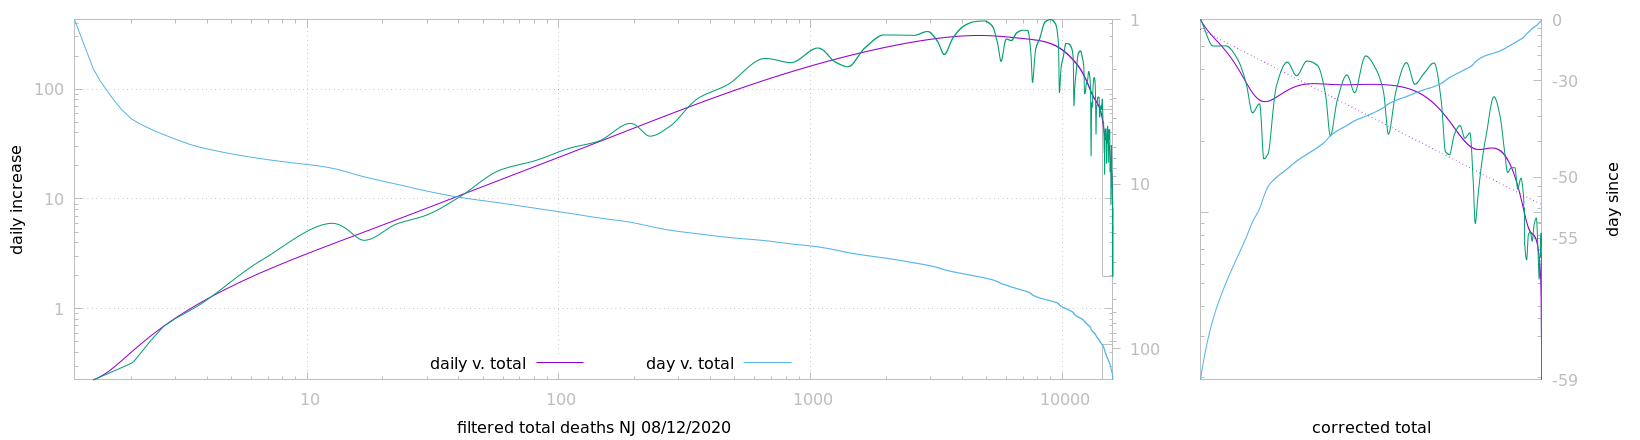 daily increase
100
10
1
10
100
1000
10000
1
10
100
daily v. total
day v. total
filtered total deaths NJ 08/12/2020
0
-30
-50
-55
-59
day since
corrected total